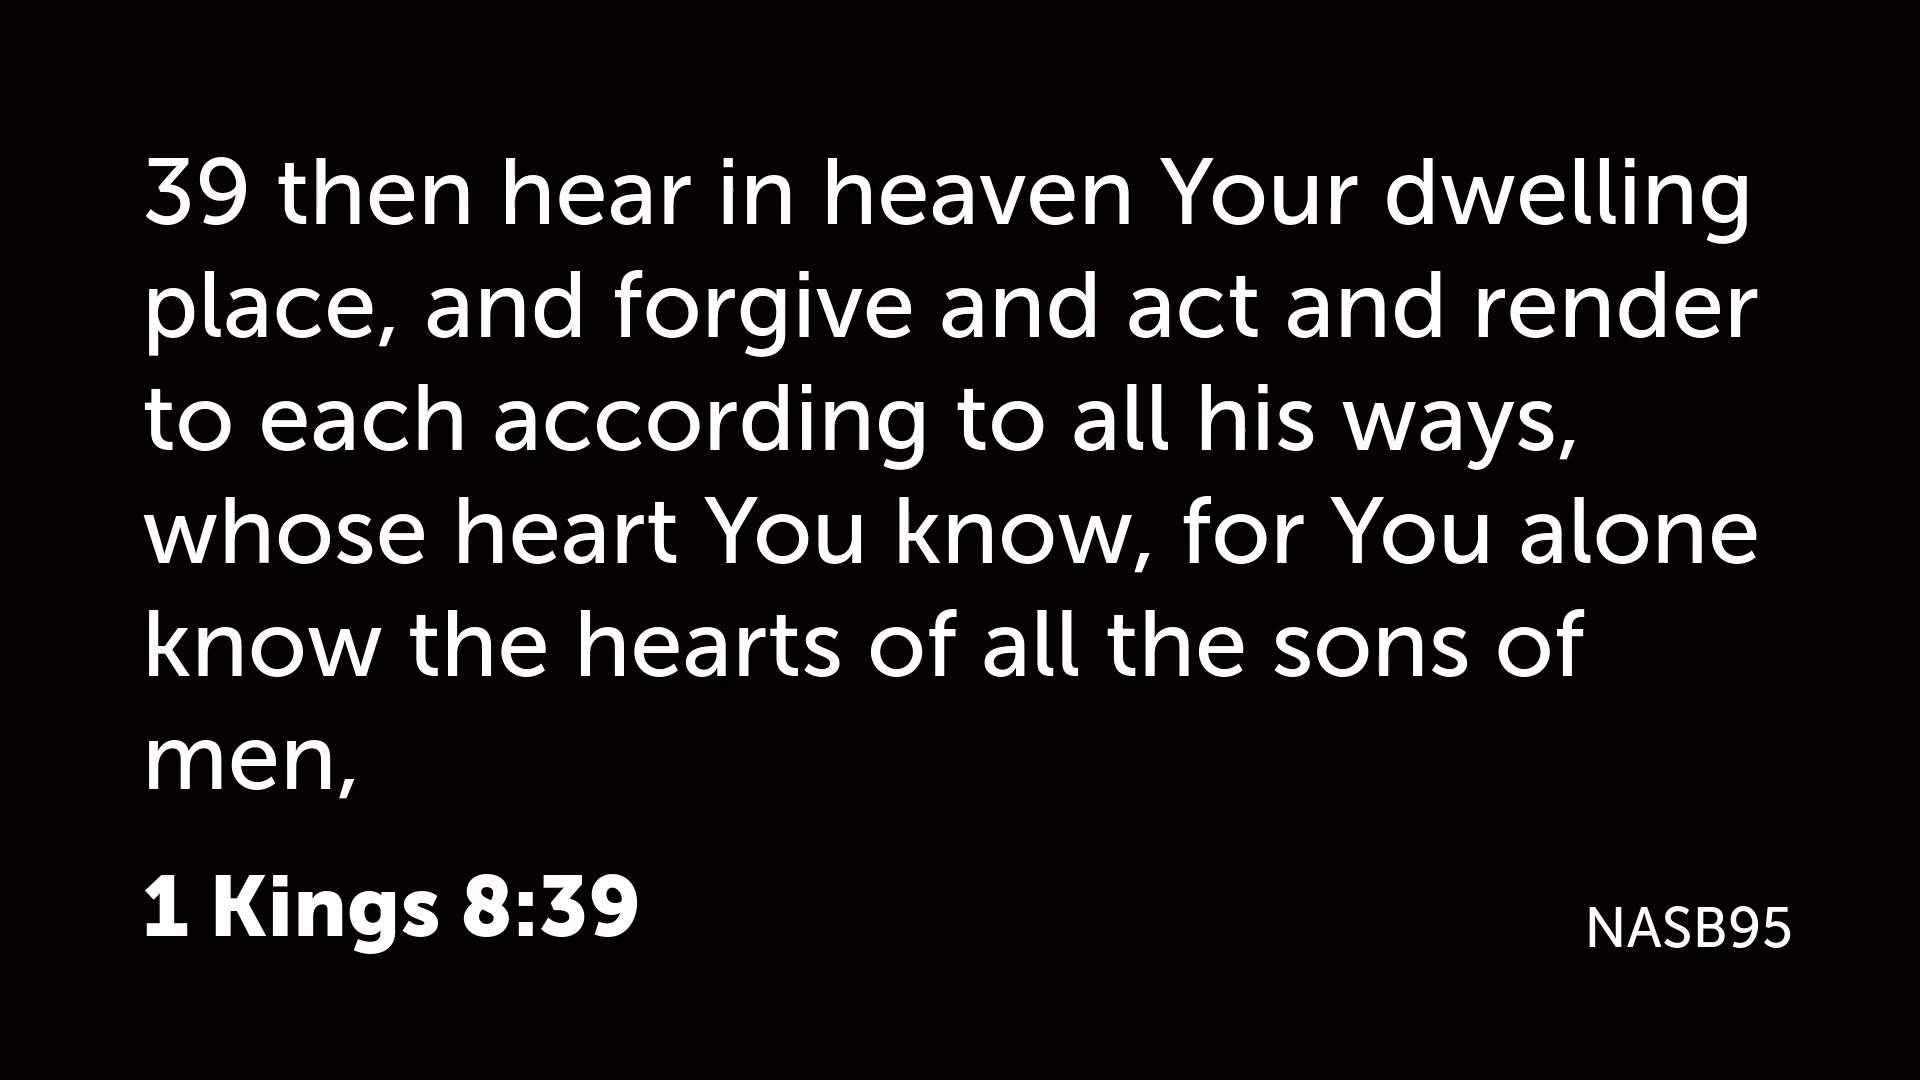 39 then hear in heaven Your dwelling
place, and forgive and act and render
to each according to all his ways,
whose heart You know, for You alone
know the hearts of all the sons of
men,
1 Kings 8:39
NASB95